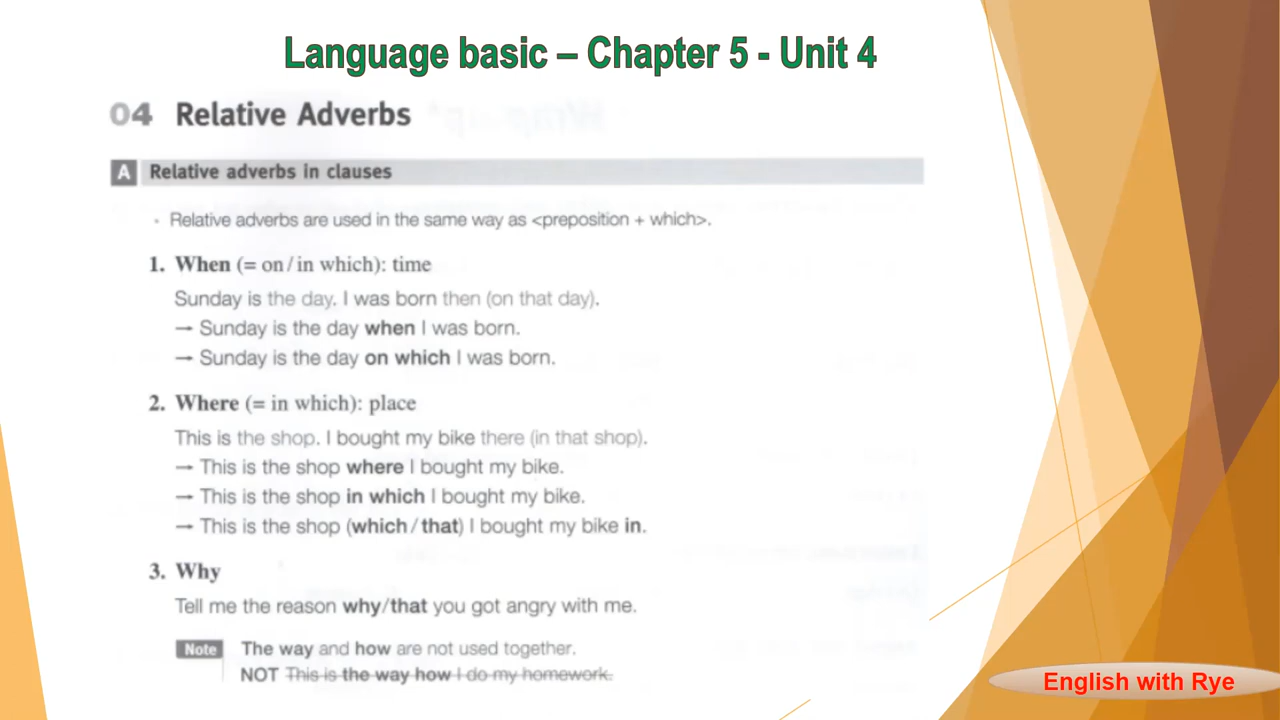 Language basic – Chapter 5 - Unit 4
04 Relative Adverbs
A Relative adverbs in clauses
· Relative adverbs are used in the same way as <preposition + which>.
1. When (= on/in which): time
Sunday is the day. I was born then (on that day).
→ Sunday is the day when I was born.
→ Sunday is the day on which I was born.
2. Where (= in which): place
This is the shop. I bought my bike there (in that shop).
→ This is the shop where I bought my bike.
→ This is the shop in which I bought my bike.
→ This is the shop (which/that) I bought my bike in.
3. Why
Tell me the reason why/that you got angry with me.
Note The way and how are not used together.
NOT This is the way how I do my homework.
English with Rye